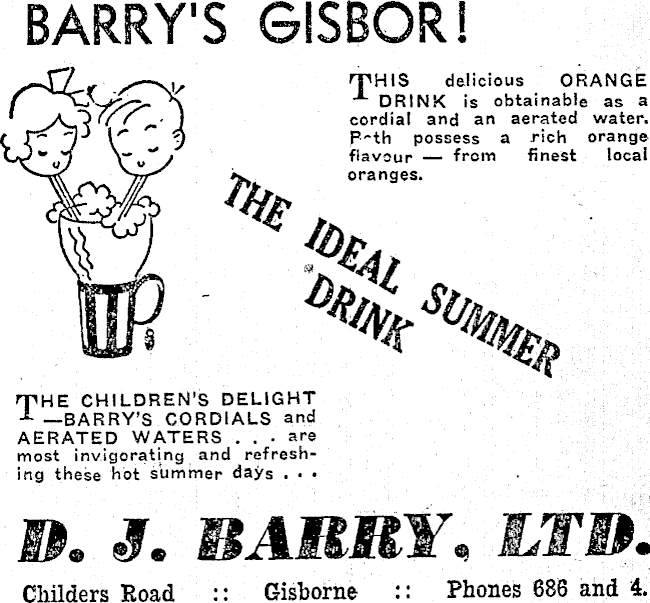 BARRY'S GISBOR!
THIS delicious ORANGE
DRINK is obtainable as a
cordial and an aerated water.
Both possess a rich orange
flavour — from finest local
oranges.
THE IDEAL SUMMER
DRINK
THE CHILDREN'S DELIGHT
—BARRY'S CORDIALS and
AERATED WATERS . . . are
most invigorating and refresh-
ing these hot summer days . . .
D. J. BARRY, LTD.
Childers Road :: Gisborne :: Phones 686 and 4.